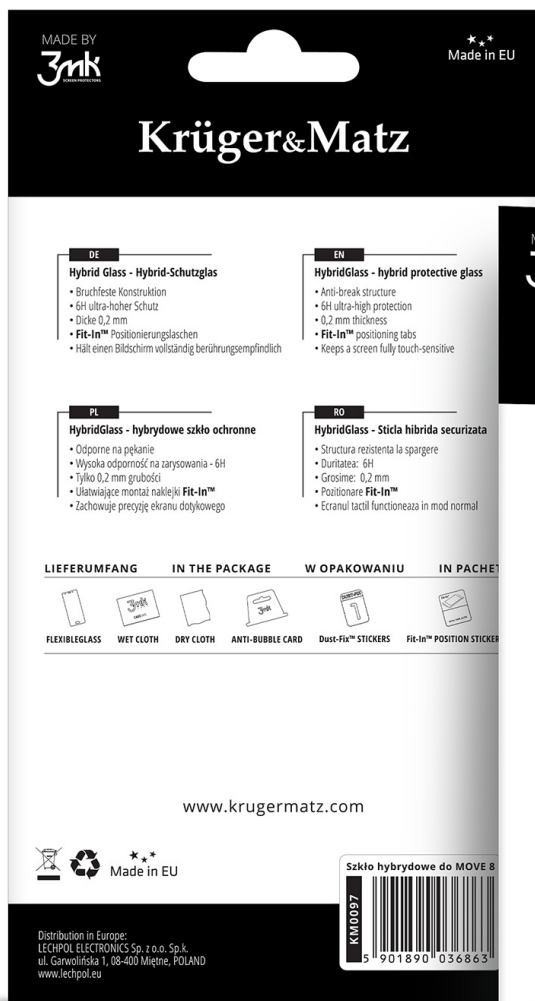 MADE BY
3mk
SCREEN PROTECTORS
Made in EU
Krüger&Matz
DE
Hybrid Glass - Hybrid-Schutzglas
• Bruchfeste Konstruktion
• 6H ultra-hoher Schutz
• Dicke 0,2 mm
• Fit-In™ Positionierungslaschen
• Hält einen Bildschirm vollständig berührungsempfindlich
EN
HybridGlass - hybrid protective glass
• Anti-break structure
• 6H ultra-high protection
• 0,2 mm thickness
• Fit-In™ positioning tabs
• Keeps a screen fully touch-sensitive
PL
HybridGlass - hybrydowe szkło ochronne
• Odporne na pękanie
• Wysoka odporność na zarysowania - 6H
• Tylko 0,2 mm grubości
• Ułatwiające montaż naklejki Fit-In™
• Zachowuje precyzję ekranu dotykowego
RO
HybridGlass - Sticla hibrida securizata
• Structura rezistenta la spargere
• Duritatea: 6H
• Grosime: 0,2 mm
• Pozitionare Fit-In™
• Ecranul tactil functioneaza in mod normal
LIEFERUMFANG IN THE PACKAGE W OPAKOWANIU IN PACHET
3mk
3mk
DUST-FIX
1
FLEXIBLEGLASS WET CLOTH DRY CLOTH ANTI-BUBBLE CARD Dust-Fix™ STICKERS Fit-In™ POSITION STICKER
www.krugermatz.com
Made in EU
Szkło hybrydowe do MOVE 8
KM0097
5 901890 036863
Distribution in Europe:
LECHPOL ELECTRONICS Sp. z o.o. Sp.k.
ul. Garwolińska 1, 08-400 Miętne, POLAND
www.lechpol.eu